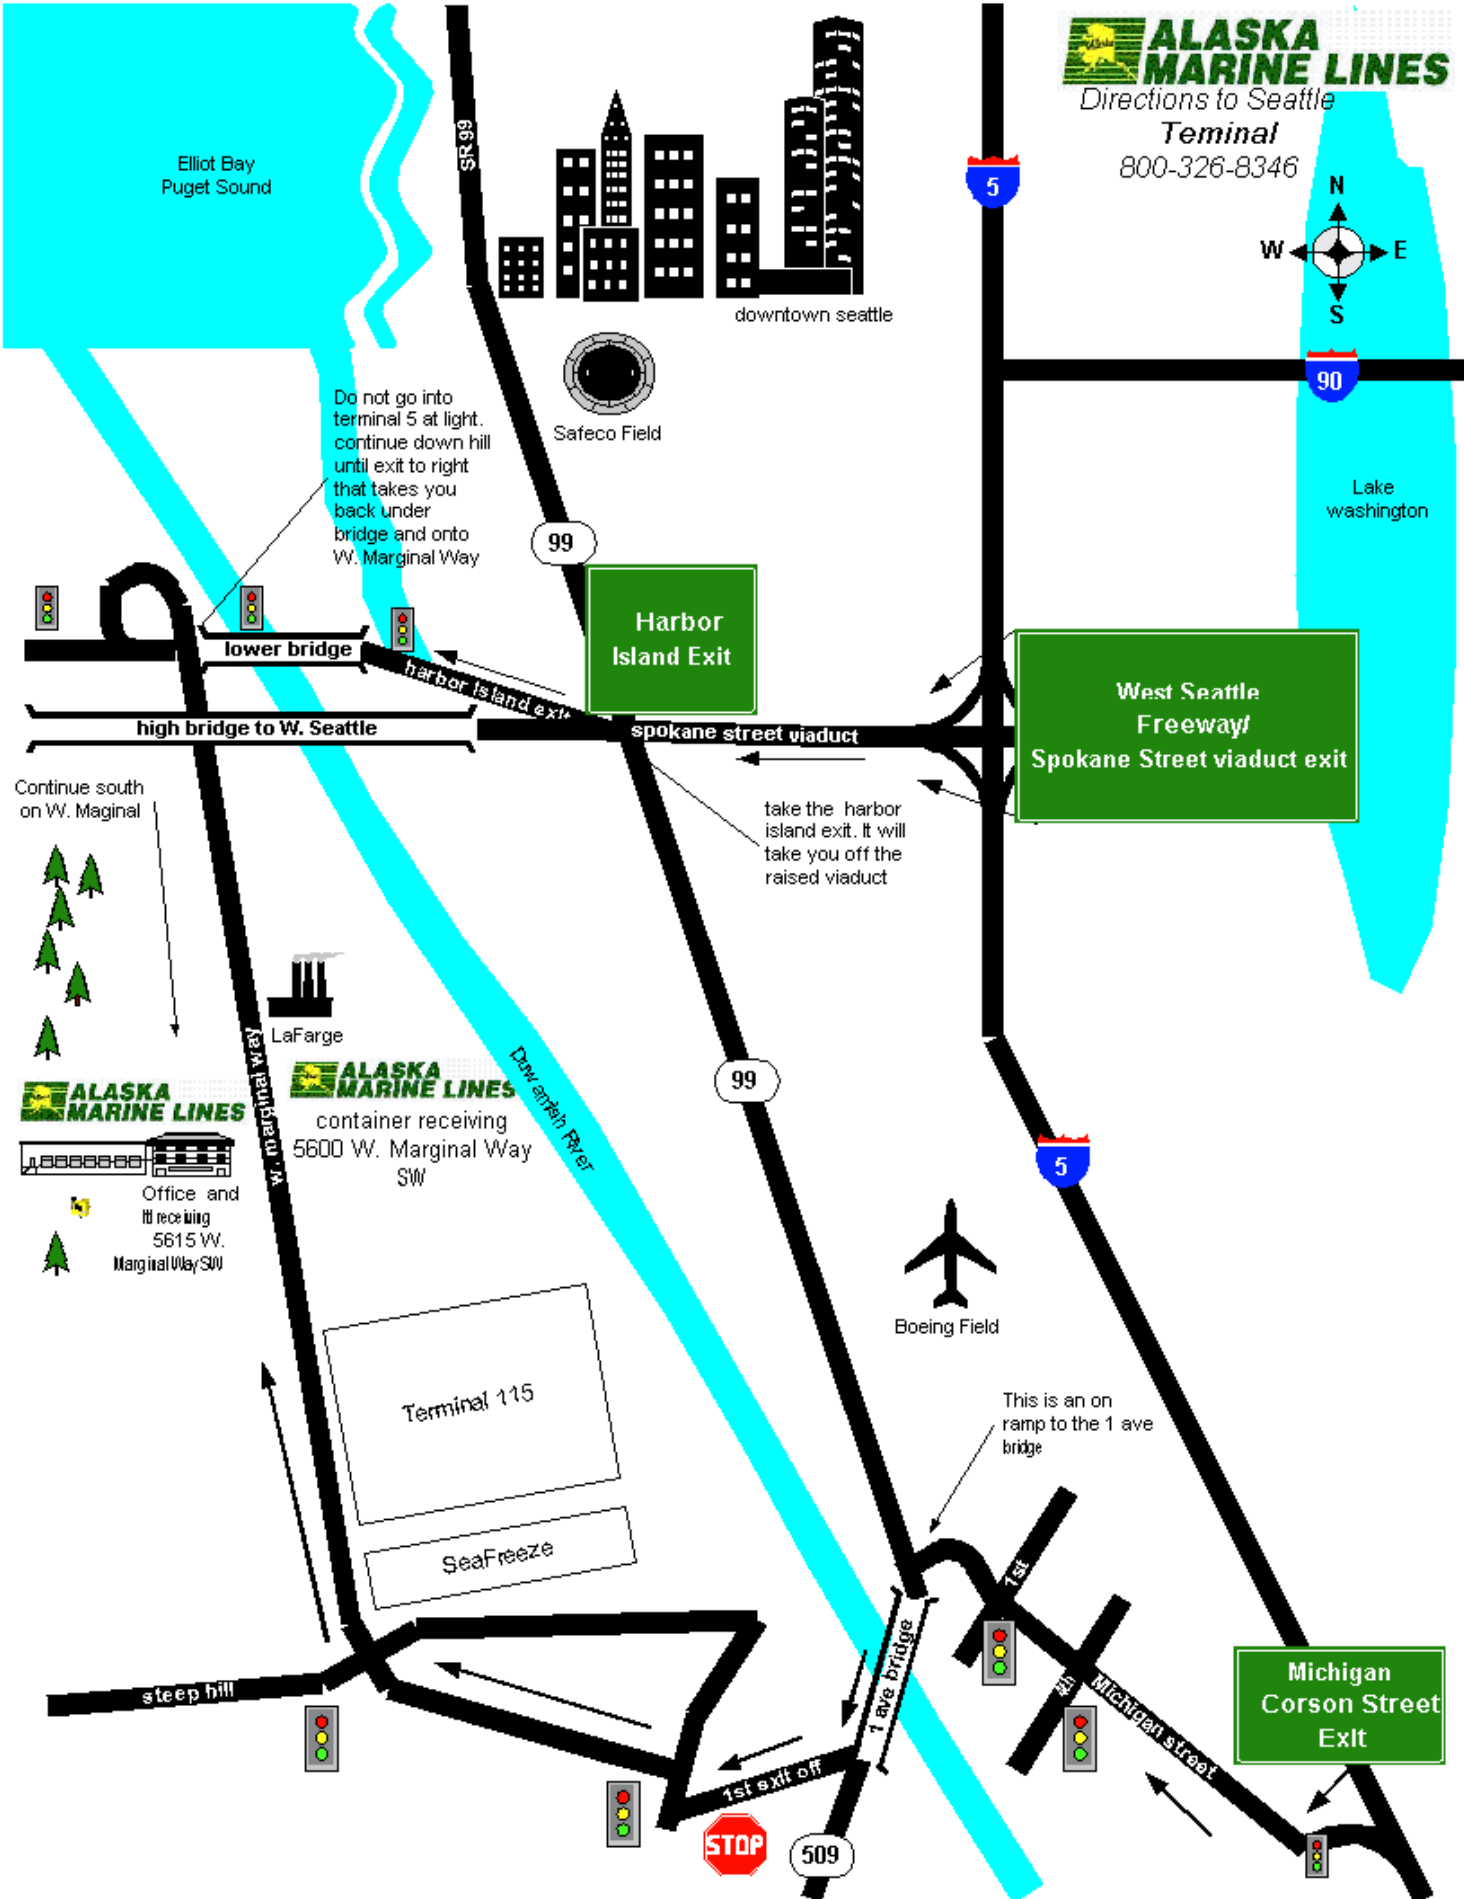 ALASKA
MARINE LINES
Directions to Seattle
Teminal
800-326-8346
N
W
E
S
SR 99
5
Elliot Bay
Puget Sound
downtown seattle
90
Safeco Field
Do not go into
terminal 5 at light.
continue down hill
until exit to right
that takes you
back under
bridge and onto
W. Marginal Way
Lake
washington
99
Harbor
Island Exit
lower bridge
harbor island exit
West Seattle
Freeway/
Spokane Street viaduct exit
high bridge to W. Seattle
spokane street viaduct
Continue south
on W. Maginal
take the harbor
island exit. It will
take you off the
raised viaduct
LaFarge
w. marginal way
ALASKA
MARINE LINES
container receiving
5600 W. Marginal Way
SW
ALASKA
MARINE LINES
Office and
ltl receiving
5615 W.
Marginal Way SW
Duwamish River
99
5
Boeing Field
Terminal 115
SeaFreeze
This is an on
ramp to the 1 ave
bridge
1st
4th
Michigan street
Michigan
Corson Street
Exit
1 ave bridge
steep hill
1st exit off
STOP
509